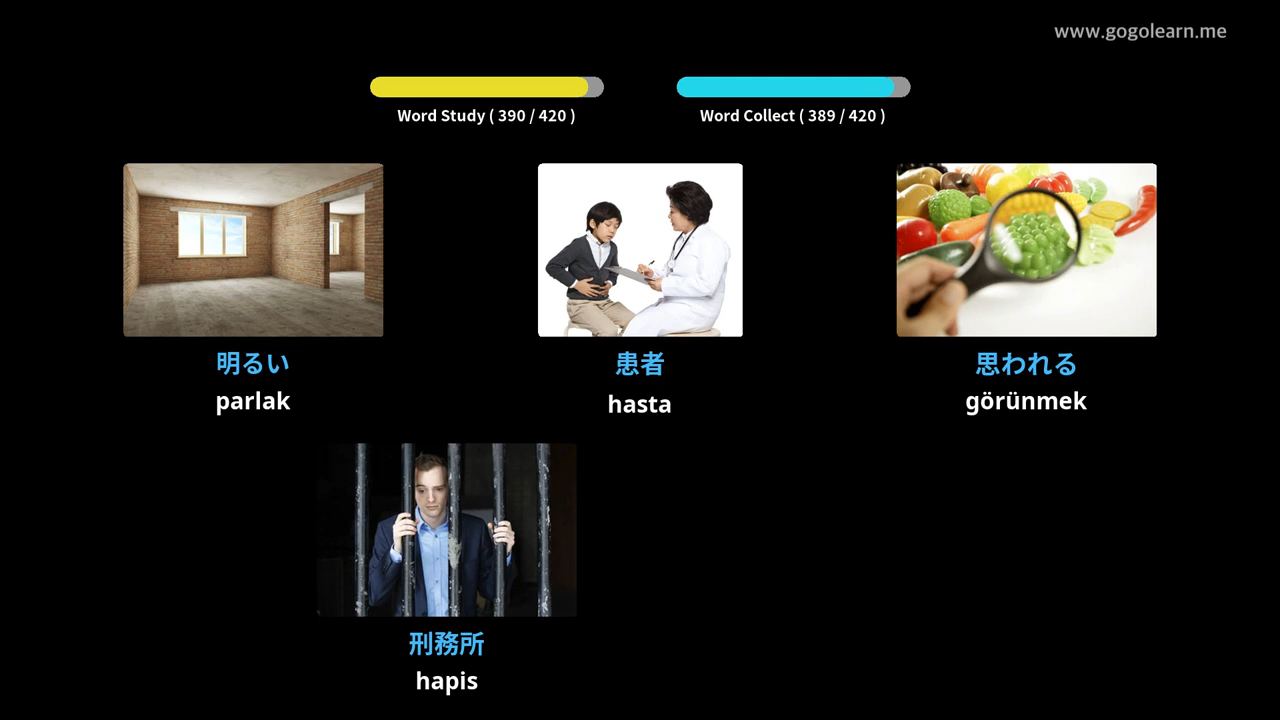 www.gogolearn.me
Word Study ( 390 / 420 )
Word Collect ( 389 / 420 )
明るい
parlak
患者
hasta
思われる
görünmek
刑務所
hapis